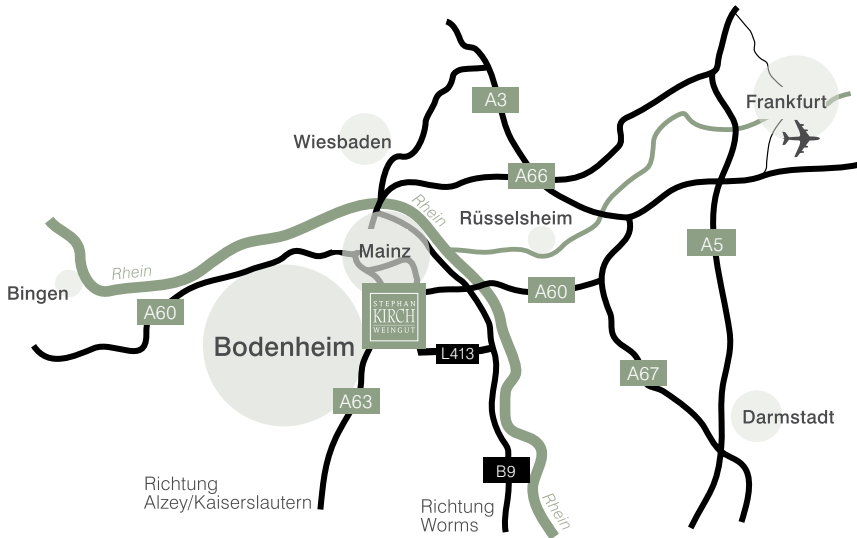 A3
Frankfurt
Wiesbaden
A66
Rhein
Rüsselsheim
A5
Mainz
Rhein
Bingen
A60
A60
STEPHAN
KIRCH
WEINGUT
Bodenheim
L413
A67
A63
Darmstadt
B9
Richtung
Alzey/Kaiserslautern
Richtung
Worms
Rhein